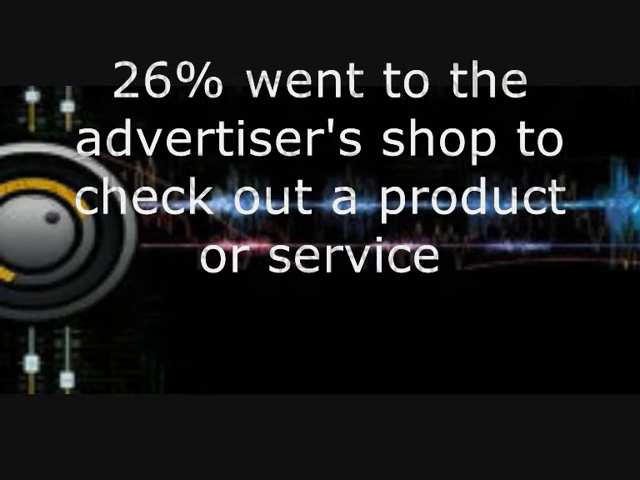 26% went to the
advertiser's shop to
check out a product
or service